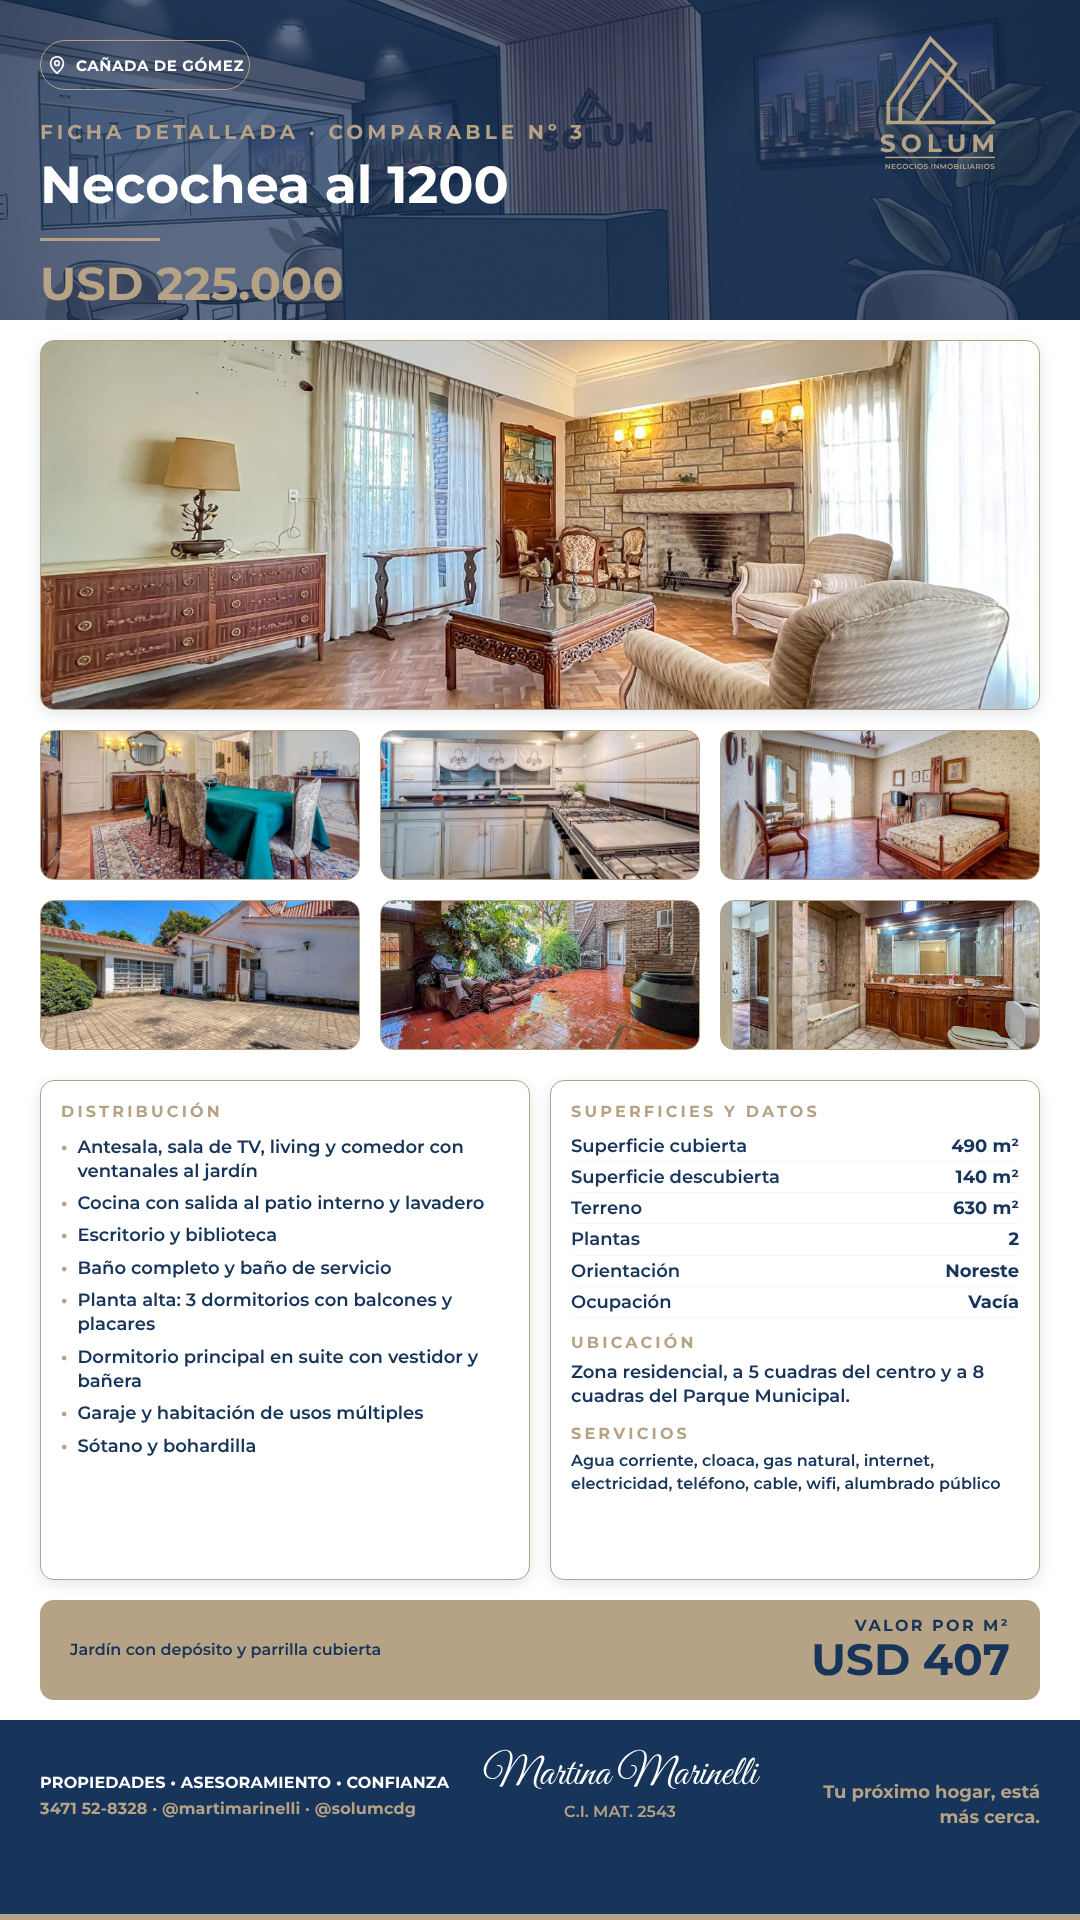 CAÑADA DE GÓMEZ
FICHA DETALLADA · COMPARABLE Nº 3
Necochea al 1200
USD 225.000
SOLUM
SOLUM
NEGOCIOS INMOBILIARIOS
DISTRIBUCIÓN
• Antesala, sala de TV, living y comedor con
ventanales al jardín
• Cocina con salida al patio interno y lavadero
• Escritorio y biblioteca
• Baño completo y baño de servicio
• Planta alta: 3 dormitorios con balcones y
placares
• Dormitorio principal en suite con vestidor y
bañera
• Garaje y habitación de usos múltiples
• Sótano y bohardilla
SUPERFICIES Y DATOS
Superficie cubierta 490 m²
Superficie descubierta 140 m²
Terreno 630 m²
Plantas 2
Orientación Noreste
Ocupación Vacía
UBICACIÓN
Zona residencial, a 5 cuadras del centro y a 8
cuadras del Parque Municipal.
SERVICIOS
Agua corriente, cloaca, gas natural, internet,
electricidad, teléfono, cable, wifi, alumbrado público
Jardín con depósito y parrilla cubierta
VALOR POR M²
USD 407
PROPIEDADES • ASESORAMIENTO • CONFIANZA
3471 52-8328 · @martimarinelli · @solumcdg
Martina Marinelli
C.I. MAT. 2543
Tu próximo hogar, está
más cerca.